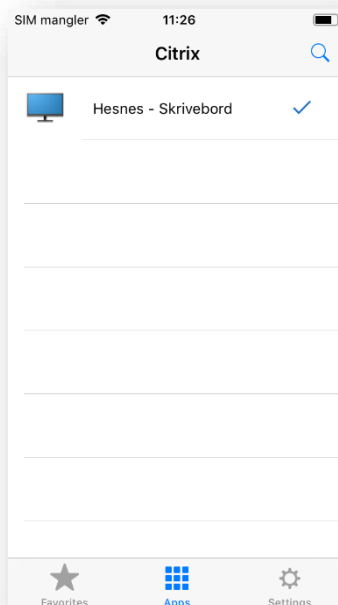 SIM mangler 11:26
Citrix
Hesnes - Skrivebord
Favorites Apps Settings